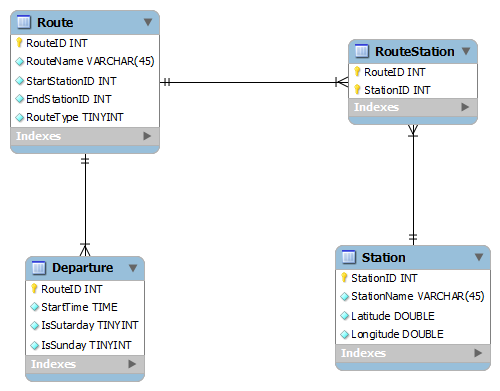 Route
RouteID INT
RouteName VARCHAR(45)
StartStationID INT
EndStationID INT
RouteType TINYINT
Indexes
RouteStation
RouteID INT
StationID INT
Indexes
Departure
RouteID INT
StartTime TIME
IsSutarday TINYINT
IsSunday TINYINT
Indexes
Station
StationID INT
StationName VARCHAR(45)
Latitude DOUBLE
Longitude DOUBLE
Indexes